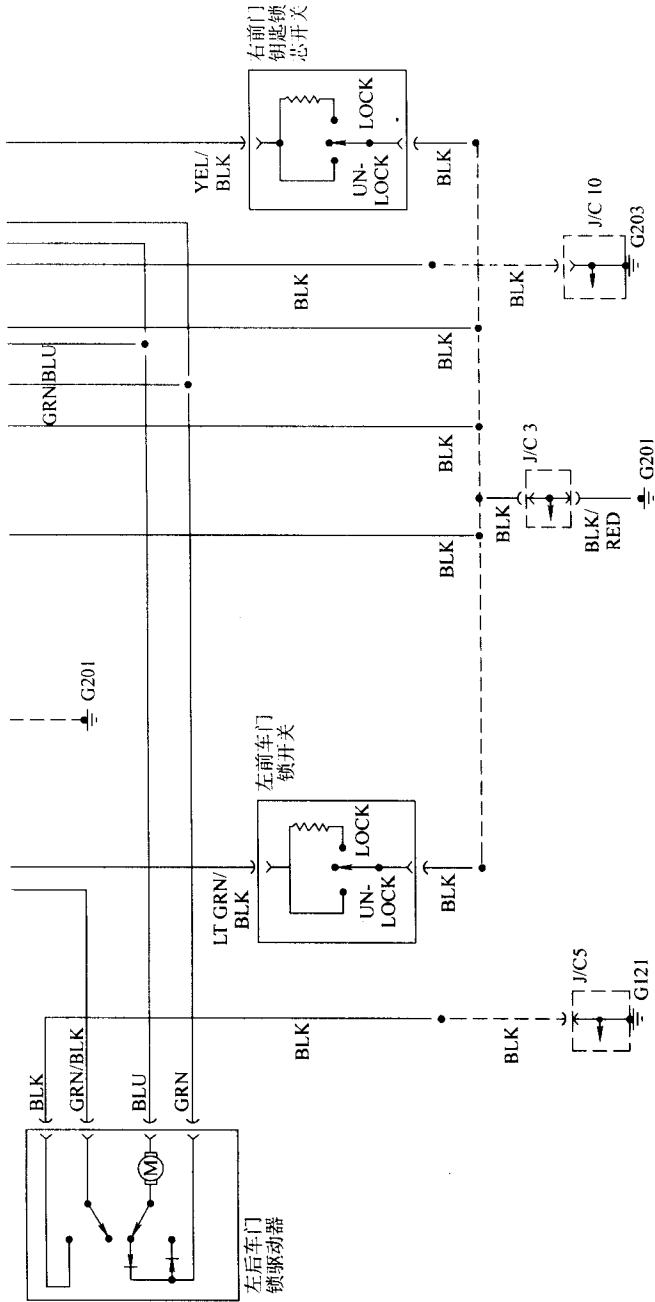 右前门
钥匙锁
芯开关
YEL/
BLK
UN-
LOCK
LOCK
BLK
BLK
BLK
J/C 10
G203
GRN
BLU
BLK
BLK
J/C 3
BLK
BLK/
RED
G201
BLK
G201
左前车门
锁开关
LT GRN/
BLK
UN-
LOCK
LOCK
BLK
BLK
GRN/BLK
BLU
GRN
BLK
BLK
J/C5
G121
M
左后车门
锁驱动器